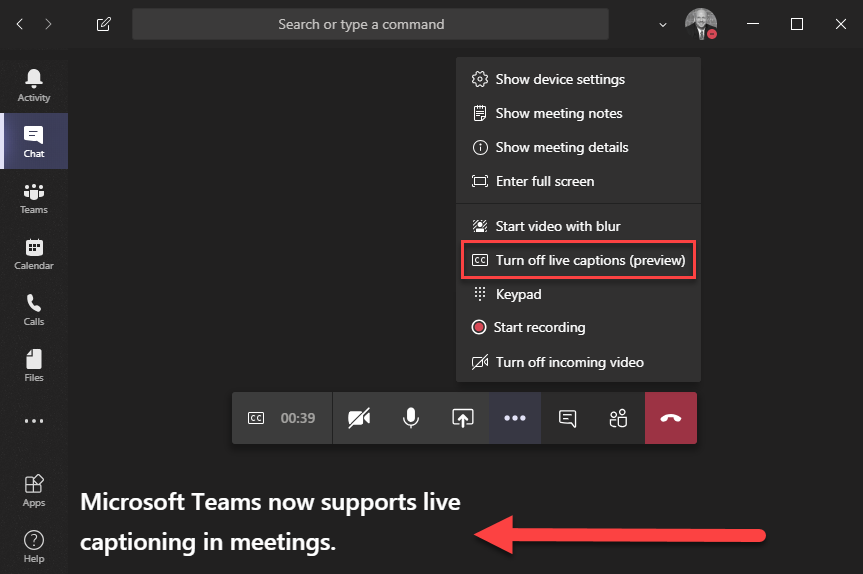 Search or type a command
Activity
Chat
Teams
Calendar
Calls
Files
Apps
Help
Show device settings
Show meeting notes
Show meeting details
Enter full screen
Start video with blur
CC Turn off live captions (preview)
Keypad
Start recording
Turn off incoming video
CC 00:39
Microsoft Teams now supports live
captioning in meetings.